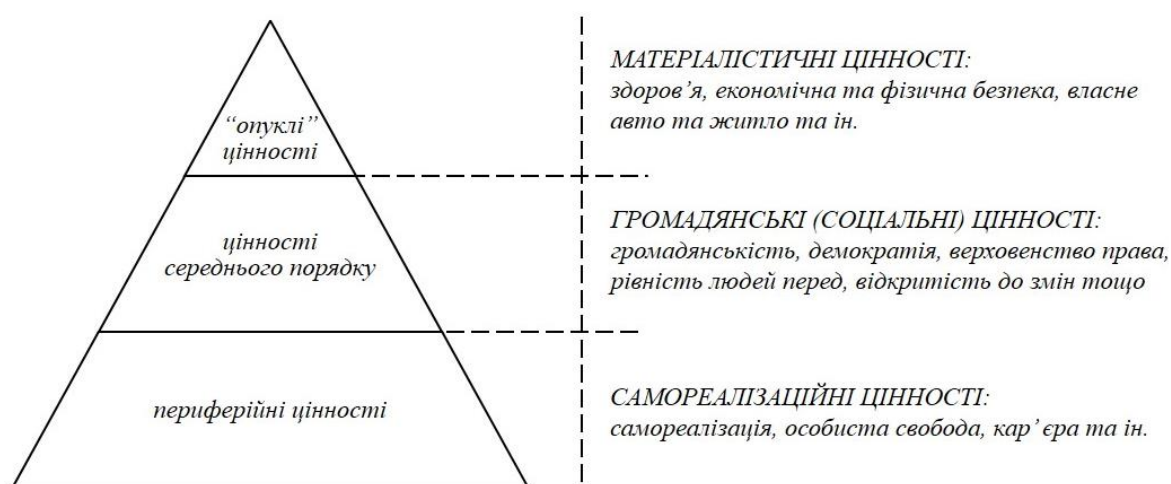 “опуклі”
цінності
МАТЕРІАЛІСТИЧНІ ЦІННОСТІ:
здоров’я, економічна та фізична безпека, власне
авто та житло та ін.
цінності
середнього порядку
ГРОМАДЯНСЬКІ (СОЦІАЛЬНІ) ЦІННОСТІ:
громадянськість, демократія, верховенство права,
рівність людей перед, відкритість до змін тощо
периферійні цінності
САМОРЕАЛІЗАЦІЙНІ ЦІННОСТІ:
самореалізація, особиста свобода, кар’ єра та ін.